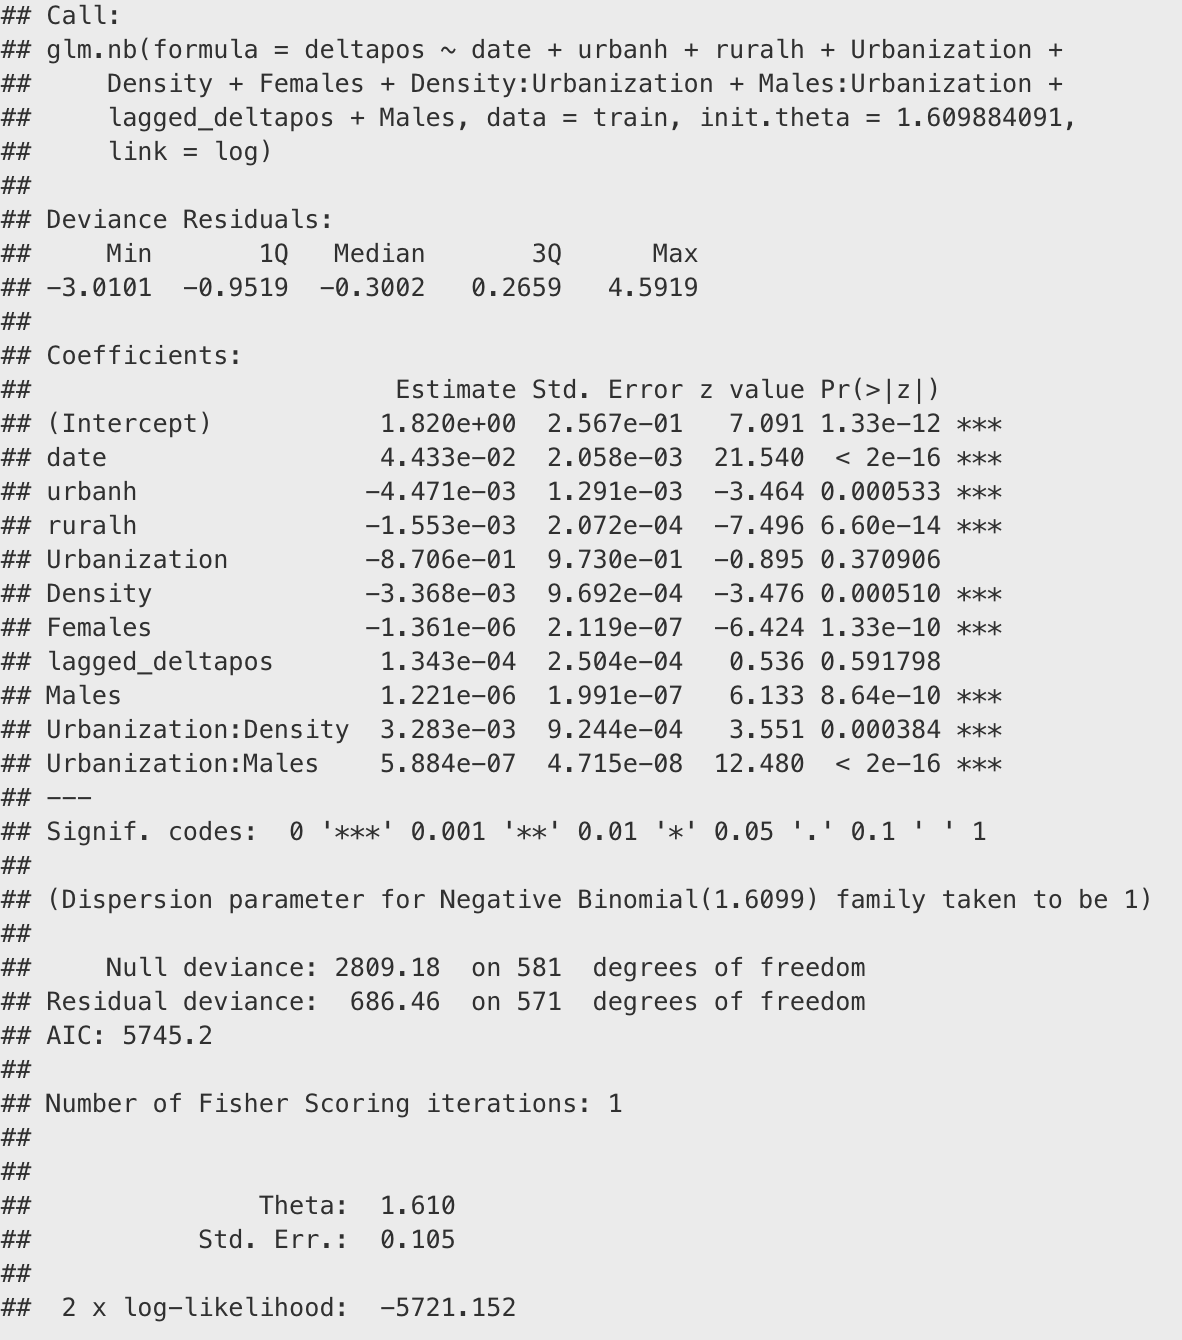 ## Call:
## glm.nb(formula = deltapos ~ date + urbanh + ruralh + Urbanization +
##     Density + Females + Density:Urbanization + Males:Urbanization +
##     lagged_deltapos + Males, data = train, init.theta = 1.609884091,
##     link = log)
##
## Deviance Residuals:
##     Min       1Q   Median       3Q      Max
## −3.0101  −0.9519  −0.3002   0.2659   4.5919
##
## Coefficients:
##                        Estimate Std. Error z value Pr(>|z|)
## (Intercept)           1.820e+00  2.567e−01   7.091 1.33e−12 ***
## date                  4.433e−02  2.058e−03  21.540  < 2e−16 ***
## urbanh               −4.471e−03  1.291e−03  −3.464 0.000533 ***
## ruralh               −1.553e−03  2.072e−04  −7.496 6.60e−14 ***
## Urbanization         −8.706e−01  9.730e−01  −0.895 0.370906
## Density              −3.368e−03  9.692e−04  −3.476 0.000510 ***
## Females              −1.361e−06  2.119e−07  −6.424 1.33e−10 ***
## lagged_deltapos       1.343e−04  2.504e−04   0.536 0.591798
## Males                 1.221e−06  1.991e−07   6.133 8.64e−10 ***
## Urbanization:Density  3.283e−03  9.244e−04   3.551 0.000384 ***
## Urbanization:Males    5.884e−07  4.715e−08  12.480  < 2e−16 ***
## −−−
## Signif. codes:  0 '***' 0.001 '**' 0.01 '*' 0.05 '.' 0.1 ' ' 1
##
## (Dispersion parameter for Negative Binomial(1.6099) family taken to be 1)
##
##     Null deviance: 2809.18  on 581  degrees of freedom
## Residual deviance:  686.46  on 571  degrees of freedom
## AIC: 5745.2
##
## Number of Fisher Scoring iterations: 1
##
##
##               Theta:  1.610
##           Std. Err.:  0.105
##
##  2 x log−likelihood:  −5721.152